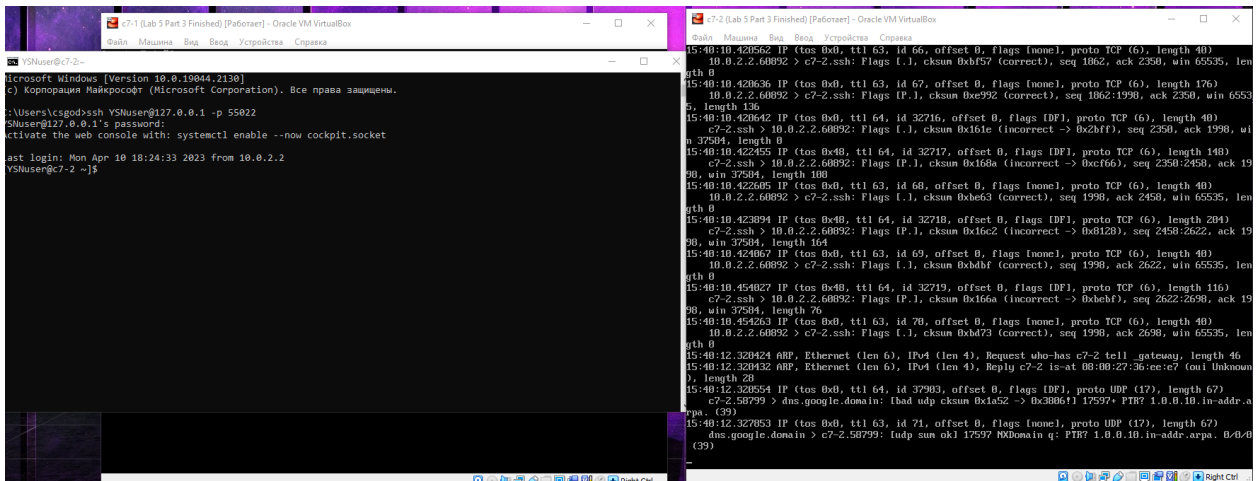 c7-1 (Lab 5 Part 3 Finished) [Работает] - Oracle VM VirtualBox
Файл Машина Вид Ввод Устройства Справка
YSNuser@c7-2:~
icrosoft Windows [Version 10.0.19044.2130]
c) Корпорация Майкрософт (Microsoft Corporation). Все права защищены.
:\Users\csgod>ssh YSNuser@127.0.0.1 -p 55022
YSNuser@127.0.0.1's password:
ctivate the web console with: systemctl enable --now cockpit.socket
ast login: Mon Apr 10 18:24:33 2023 from 10.0.2.2
YSNuser@c7-2 ~]$
Right Ctrl
c7-2 (Lab 5 Part 3 Finished) [Работает] - Oracle VM VirtualBox
Файл Машина Вид Ввод Устройства Справка
15:40:10.420562 IP (tos 0x0, ttl 63, id 66, offset 0, flags [none], proto TCP (6), length 40)
10.0.2.2.60892 > c7-2.ssh: Flags [.], cksum 0xbf57 (correct), seq 1862, ack 2350, win 65535, len
gth 0
15:40:10.420636 IP (tos 0x0, ttl 63, id 67, offset 0, flags [none], proto TCP (6), length 176)
10.0.2.2.60892 > c7-2.ssh: Flags [P.], cksum 0xe992 (correct), seq 1862:1998, ack 2350, win 6553
5, length 136
15:40:10.420642 IP (tos 0x48, ttl 64, id 32716, offset 0, flags [DF], proto TCP (6), length 40)
c7-2.ssh > 10.0.2.2.60892: Flags [.], cksum 0x161e (incorrect -> 0x2bff), seq 2350, ack 1998, wi
n 37584, length 0
15:40:10.422455 IP (tos 0x48, ttl 64, id 32717, offset 0, flags [DF], proto TCP (6), length 148)
c7-2.ssh > 10.0.2.2.60892: Flags [P.], cksum 0x168a (incorrect -> 0xcf66), seq 2350:2458, ack 19
98, win 37584, length 108
15:40:10.422605 IP (tos 0x0, ttl 63, id 68, offset 0, flags [none], proto TCP (6), length 40)
10.0.2.2.60892 > c7-2.ssh: Flags [.], cksum 0xbe63 (correct), seq 1998, ack 2458, win 65535, len
gth 0
15:40:10.423894 IP (tos 0x48, ttl 64, id 32718, offset 0, flags [DF], proto TCP (6), length 204)
c7-2.ssh > 10.0.2.2.60892: Flags [P.], cksum 0x16c2 (incorrect -> 0x8128), seq 2458:2622, ack 19
98, win 37584, length 164
15:40:10.424067 IP (tos 0x0, ttl 63, id 69, offset 0, flags [none], proto TCP (6), length 40)
10.0.2.2.60892 > c7-2.ssh: Flags [.], cksum 0xbdbf (correct), seq 1998, ack 2622, win 65535, len
gth 0
15:40:10.454027 IP (tos 0x48, ttl 64, id 32719, offset 0, flags [DF], proto TCP (6), length 116)
c7-2.ssh > 10.0.2.2.60892: Flags [P.], cksum 0x166a (incorrect -> 0xbebf), seq 2622:2698, ack 19
98, win 37584, length 76
15:40:10.454263 IP (tos 0x0, ttl 63, id 70, offset 0, flags [none], proto TCP (6), length 40)
10.0.2.2.60892 > c7-2.ssh: Flags [.], cksum 0xbd73 (correct), seq 1998, ack 2698, win 65535, len
gth 0
15:40:12.320424 ARP, Ethernet (len 6), IPv4 (len 4), Request who-has c7-2 tell _gateway, length 46
15:40:12.320432 ARP, Ethernet (len 6), IPv4 (len 4), Reply c7-2 is-at 08:00:27:36:ee:e7 (oui Unknown
), length 28
15:40:12.320554 IP (tos 0x0, ttl 64, id 37903, offset 0, flags [DF], proto UDP (17), length 67)
c7-2.58799 > dns.google.domain: [bad udp cksum 0x1a52 -> 0x3806!] 17597+ PTR? 1.0.0.10.in-addr.a
rpa. (39)
15:40:12.327053 IP (tos 0x0, ttl 63, id 71, offset 0, flags [none], proto UDP (17), length 67)
dns.google.domain > c7-2.58799: [udp sum ok] 17597 NXDomain q: PTR? 1.0.0.10.in-addr.arpa. 0/0/0
(39)
Right Ctrl